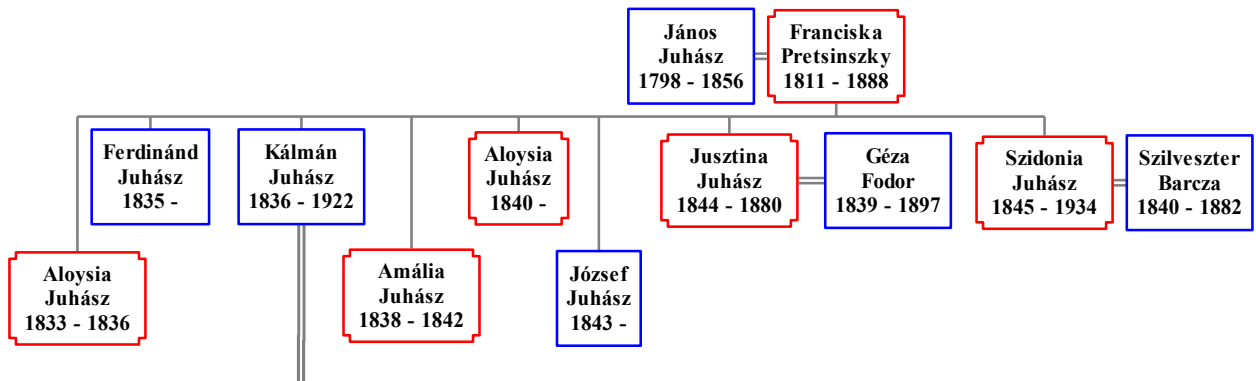 János
Juhász
1798 - 1856
Franciska
Pretsinszky
1811 - 1888
Ferdinánd
Juhász
1835 -
Kálmán
Juhász
1836 - 1922
Aloysia
Juhász
1840 -
Jusztina
Juhász
1844 - 1880
Géza
Fodor
1839 - 1897
Szidonia
Juhász
1845 - 1934
Szilveszter
Barcza
1840 - 1882
Aloysia
Juhász
1833 - 1836
Amália
Juhász
1838 - 1842
József
Juhász
1843 -